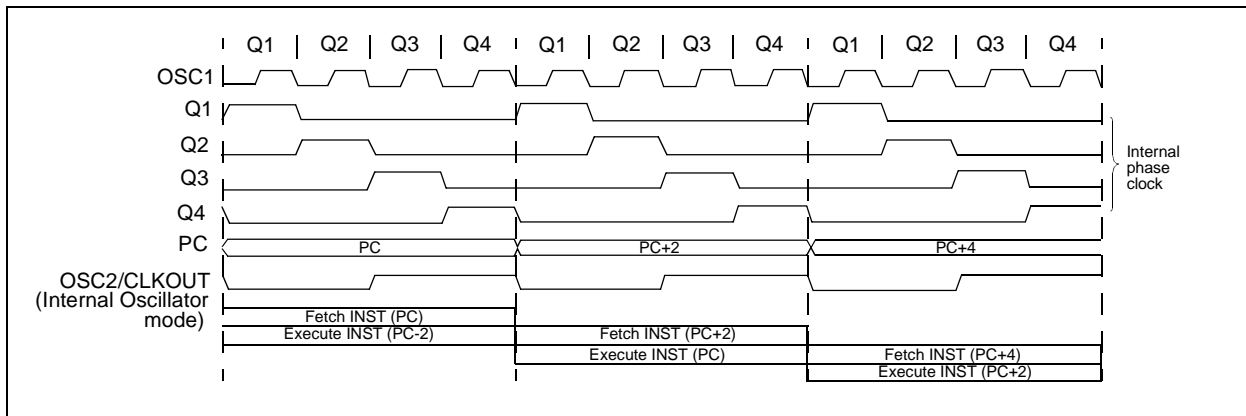 Q1 Q2 Q3 Q4 Q1 Q2 Q3 Q4 Q1 Q2 Q3 Q4
OSC1
Q1
Q2
Q3
Q4
Internal
phase
clock
PC
PC PC+2 PC+4
OSC2/CLKOUT
(Internal Oscillator
mode)
Fetch INST (PC)
Execute INST (PC-2) Fetch INST (PC+2)
Execute INST (PC) Fetch INST (PC+4)
Execute INST (PC+2)